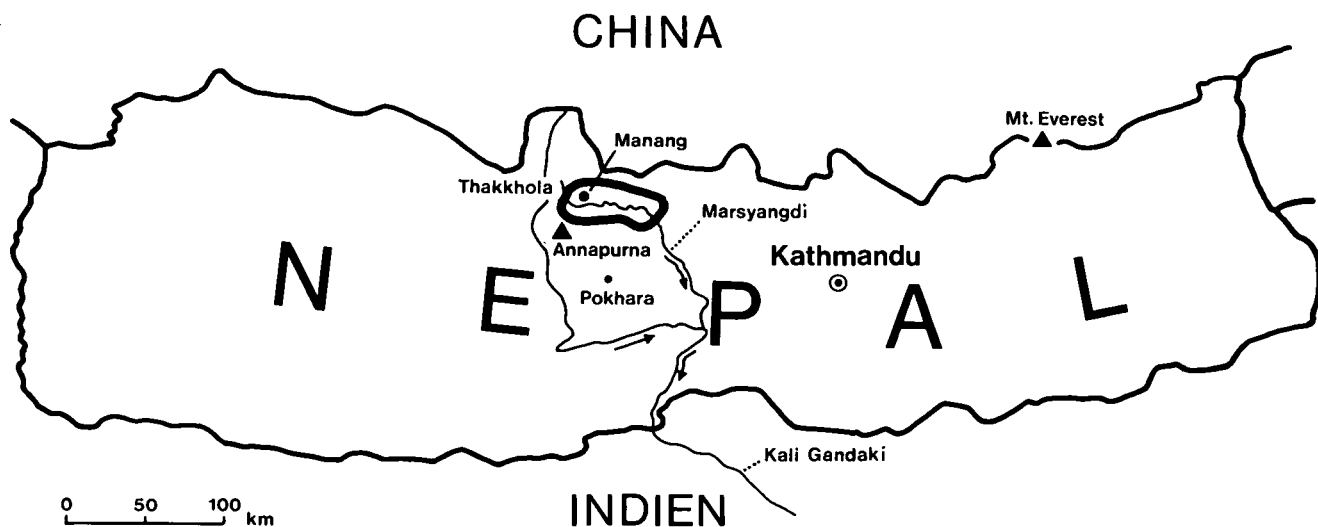 CHINA
Mt. Everest
Manang
Thakkhola
Marsyangdi
Annapurna
Kathmandu
Pokhara
N E P A L
Kali Gandaki
0 50 100
km
INDIEN